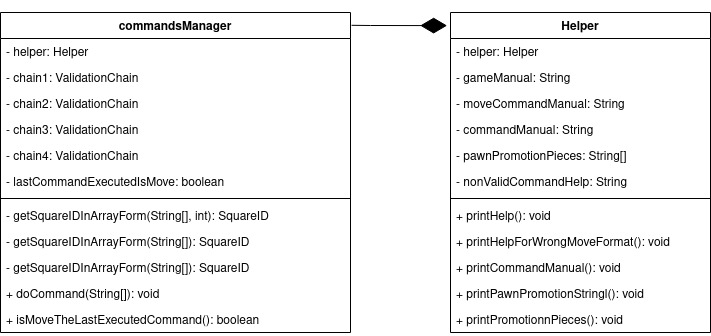 commandsManager
- helper: Helper
- chain1: ValidationChain
- chain2: ValidationChain
- chain3: ValidationChain
- chain4: ValidationChain
- lastCommandExecutedIsMove: boolean
- getSquareIDInArrayForm(String[], int): SquareID
- getSquareIDInArrayForm(String[]): SquareID
- getSquareIDInArrayForm(String[]): SquareID
+ doCommand(String[]): void
+ isMoveTheLastExecutedCommand(): boolean
Helper
- helper: Helper
- gameManual: String
- moveCommandManual: String
- commandManual: String
- pawnPromotionPieces: String[]
- nonValidCommandHelp: String
+ printHelp(): void
+ printHelpForWrongMoveFormat(): void
+ printCommandManual(): void
+ printPawnPromotionStringl(): void
+ printPromotionnPieces(): void